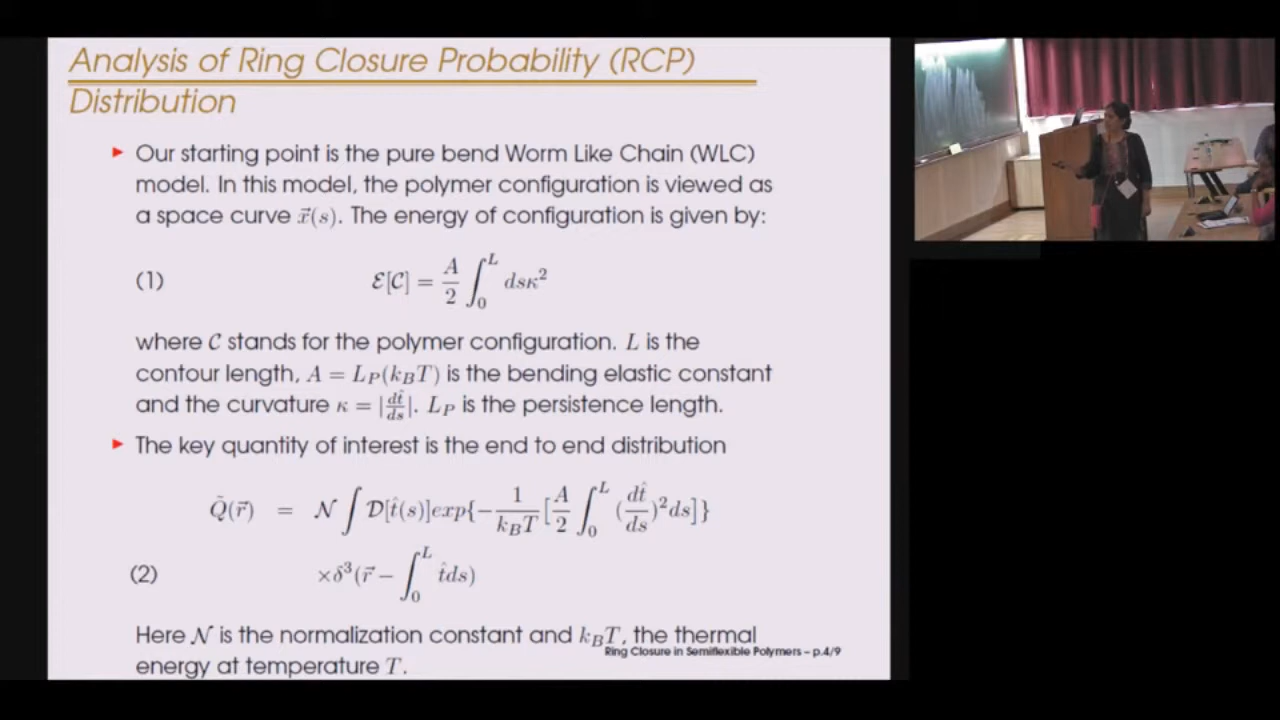 Analysis of Ring Closure Probability (RCP)
Distribution
Our starting point is the pure bend Worm Like Chain (WLC)
model. In this model, the polymer configuration is viewed as
a space curve $\vec{x}(s)$. The energy of configuration is given by:
(1) $\mathcal{E}[\mathcal{C}] = \frac{A}{2} \int_0^L ds\kappa^2$
where $\mathcal{C}$ stands for the polymer configuration. $L$ is the
contour length, $A = L_P(k_BT)$ is the bending elastic constant
and the curvature $\kappa = |\frac{d\hat{t}}{ds}|$. $L_P$ is the persistence length.
The key quantity of interest is the end to end distribution
$\tilde{Q}(\vec{r}) = \mathcal{N} \int \mathcal{D}[\hat{t}(s)]exp\{-\frac{1}{k_BT}[\frac{A}{2} \int_0^L (\frac{d\hat{t}}{ds})^2 ds]\}$
(2) $\times\delta^3(\vec{r} - \int_0^L \hat{t}ds)$
Here $\mathcal{N}$ is the normalization constant and $k_BT$, the thermal
Ring Closure in Semiflexible Polymers – p.4/9
energy at temperature $T$.